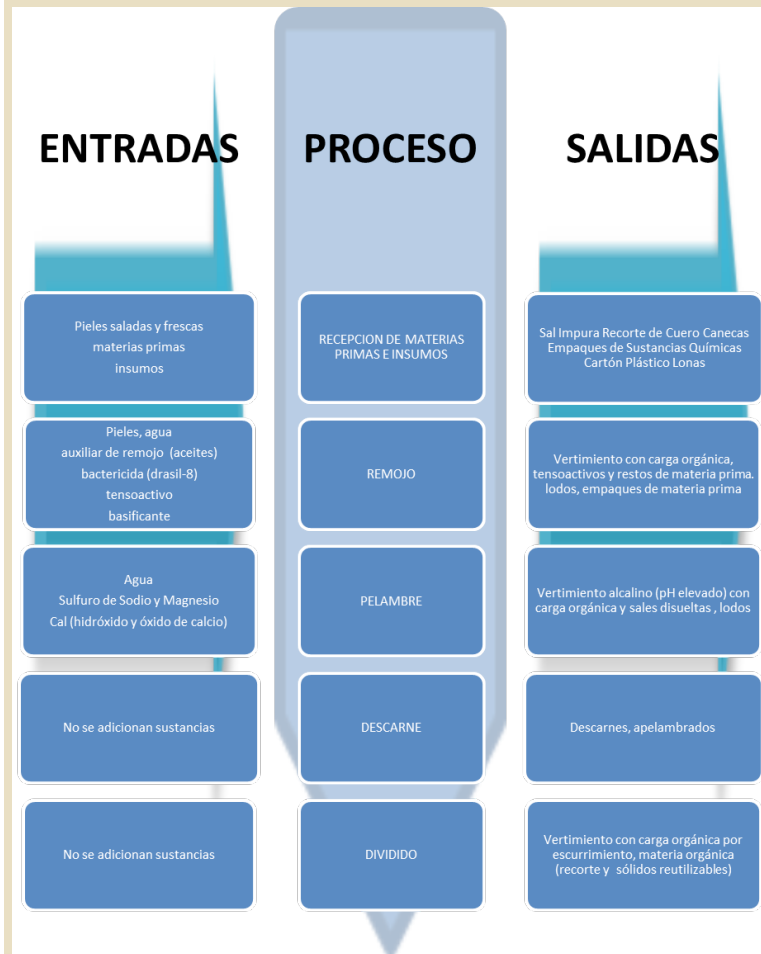 ENTRADAS
PROCESO
SALIDAS
Pieles saladas y frescas
materias primas
insumos
RECEPCION DE MATERIAS
PRIMAS E INSUMOS
Sal Impura Recorte de Cuero Canecas
Empaques de Sustancias Químicas
Cartón Plástico Lonas
Pieles, agua
auxiliar de remojo (aceites)
bactericida (drasil-8)
tensoactivo
basificante
REMOJO
Vertimiento con carga orgánica,
tensoactivos y restos de materia prima.
lodos, empaques de materia prima
Agua
Sulfuro de Sodio y Magnesio
Cal (hidróxido y óxido de calcio)
PELAMBRE
Vertimiento alcalino (pH elevado) con
carga orgánica y sales disueltas , lodos
No se adicionan sustancias
DESCARNE
Descarnes, apelambrados
No se adicionan sustancias
DIVIDIDO
Vertimiento con carga orgánica por
escurrimiento, materia orgánica
(recorte y sólidos reutilizables)